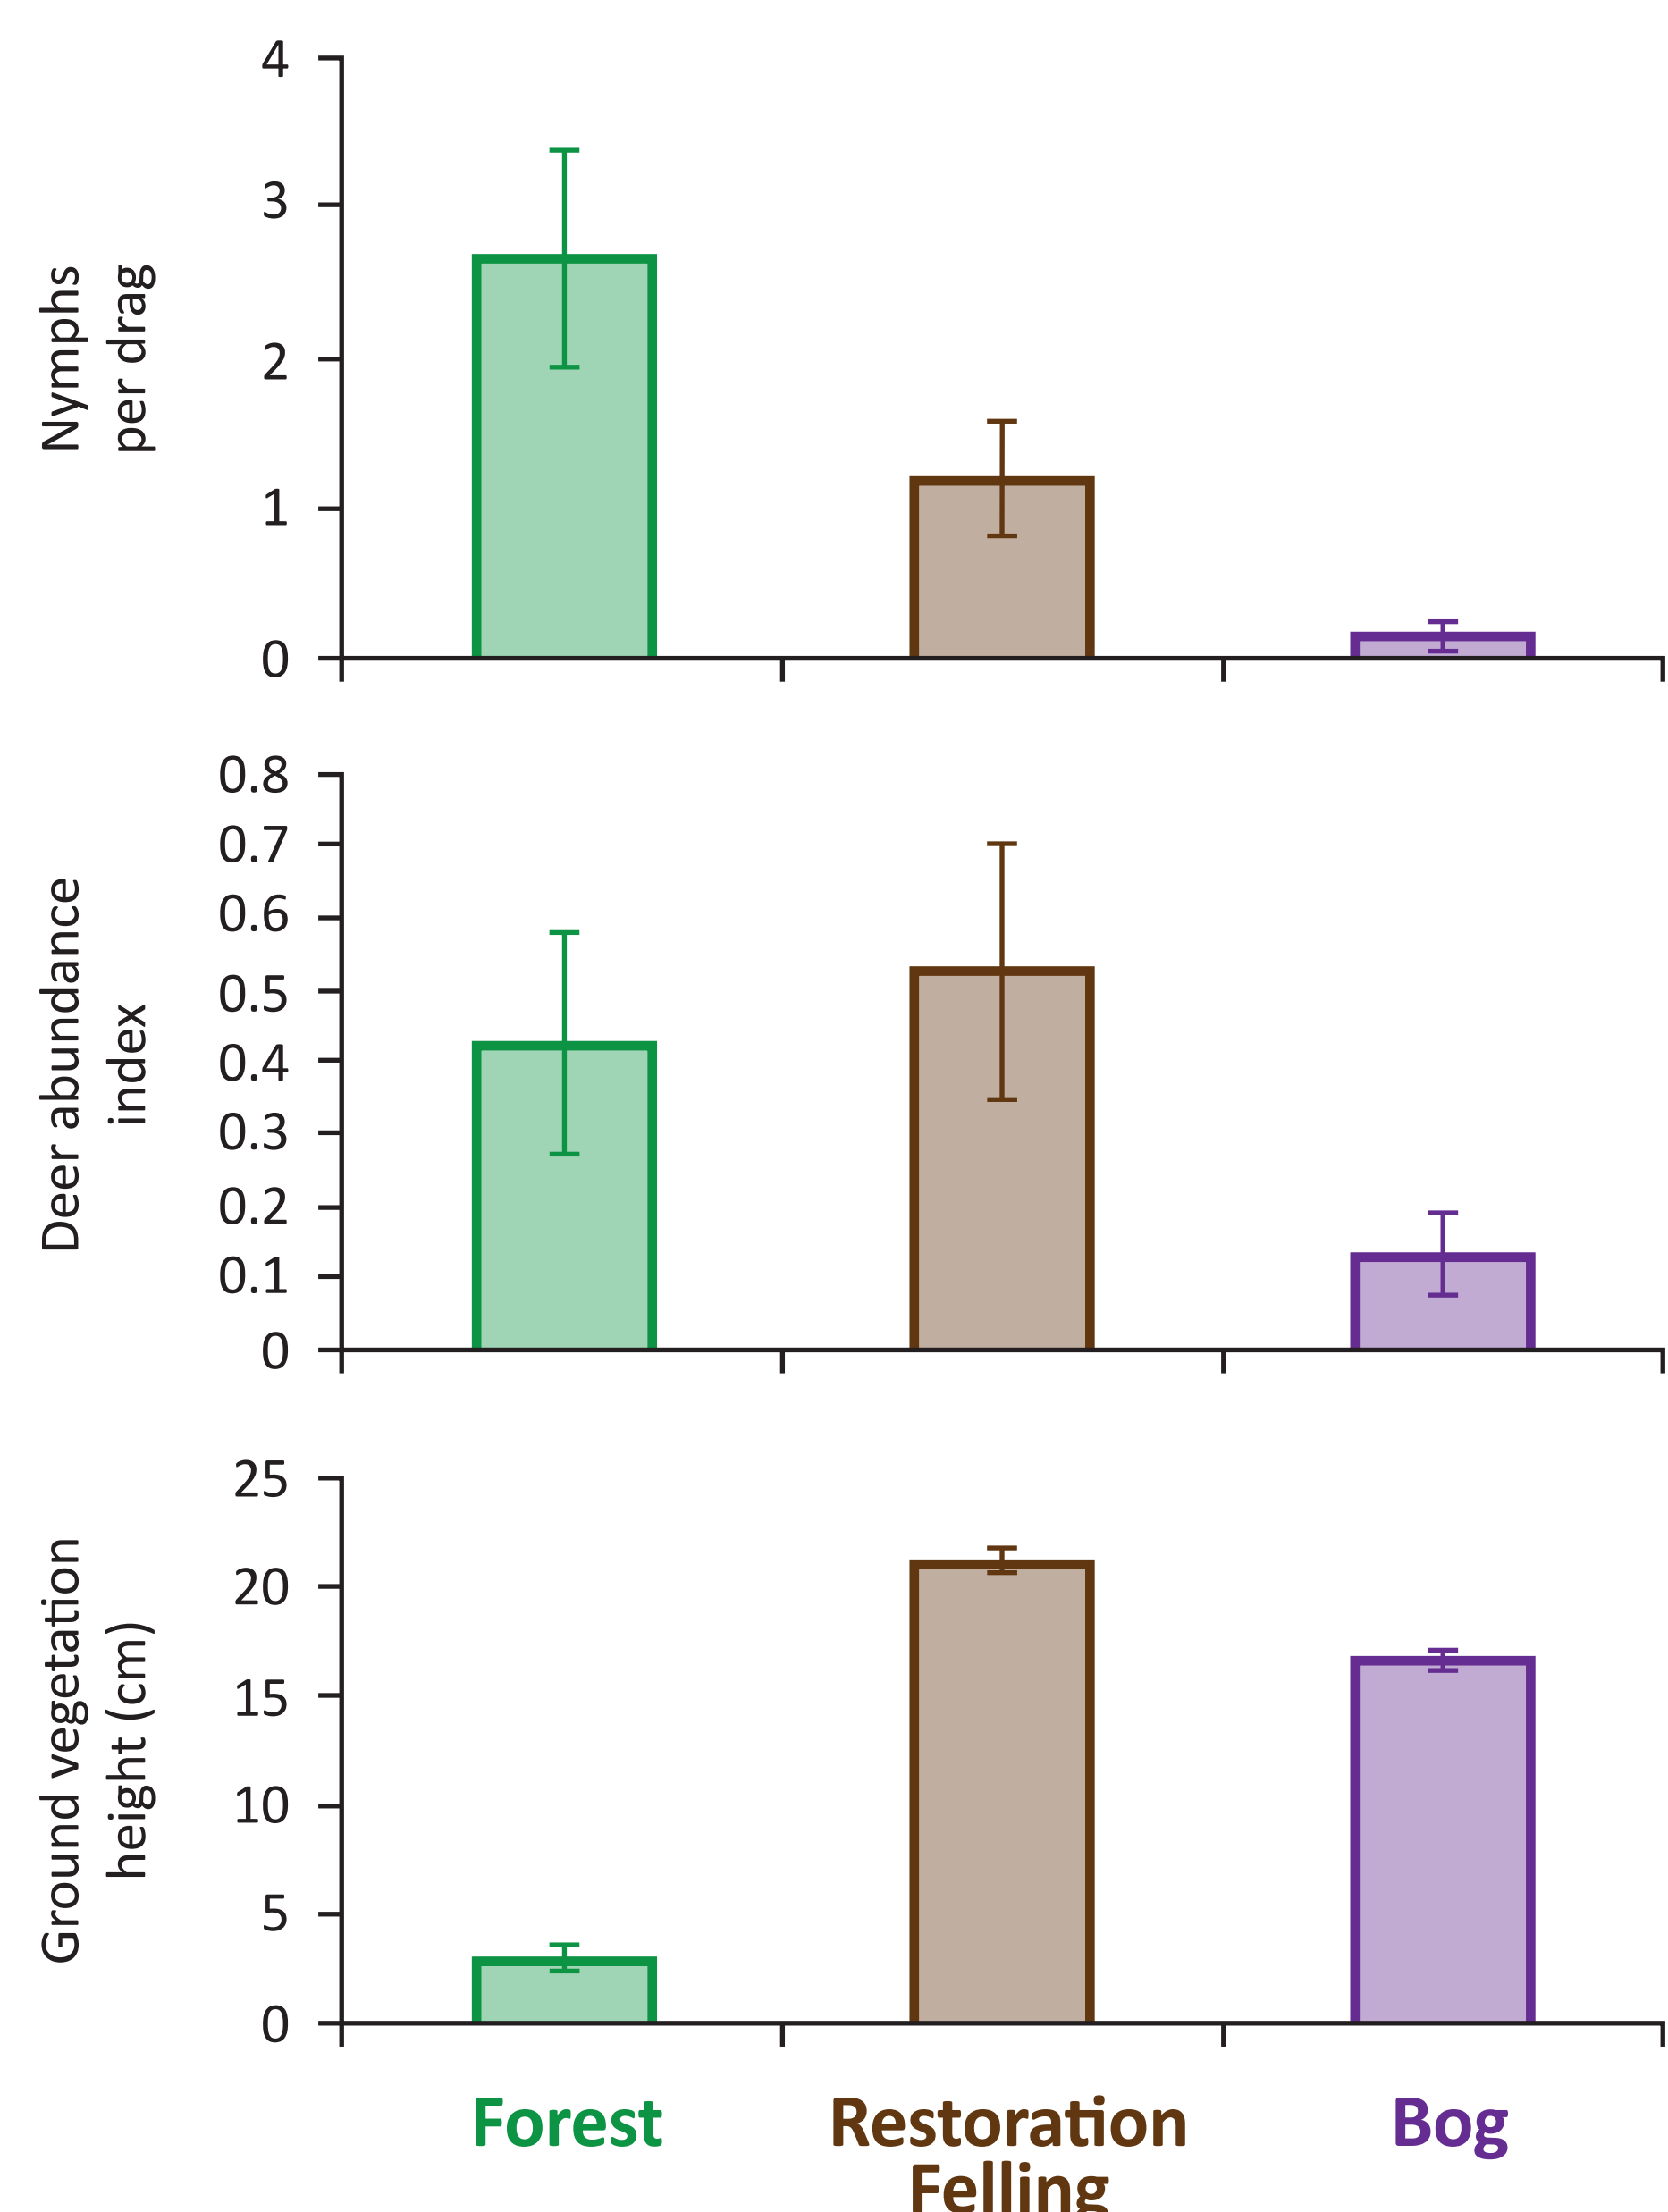 Nymphs
per drag
4
3
2
1
0
Deer abundance
index
0.8
0.7
0.6
0.5
0.4
0.3
0.2
0.1
0
Ground vegetation
height (cm)
25
20
15
10
5
0
Forest
Restoration
Felling
Bog